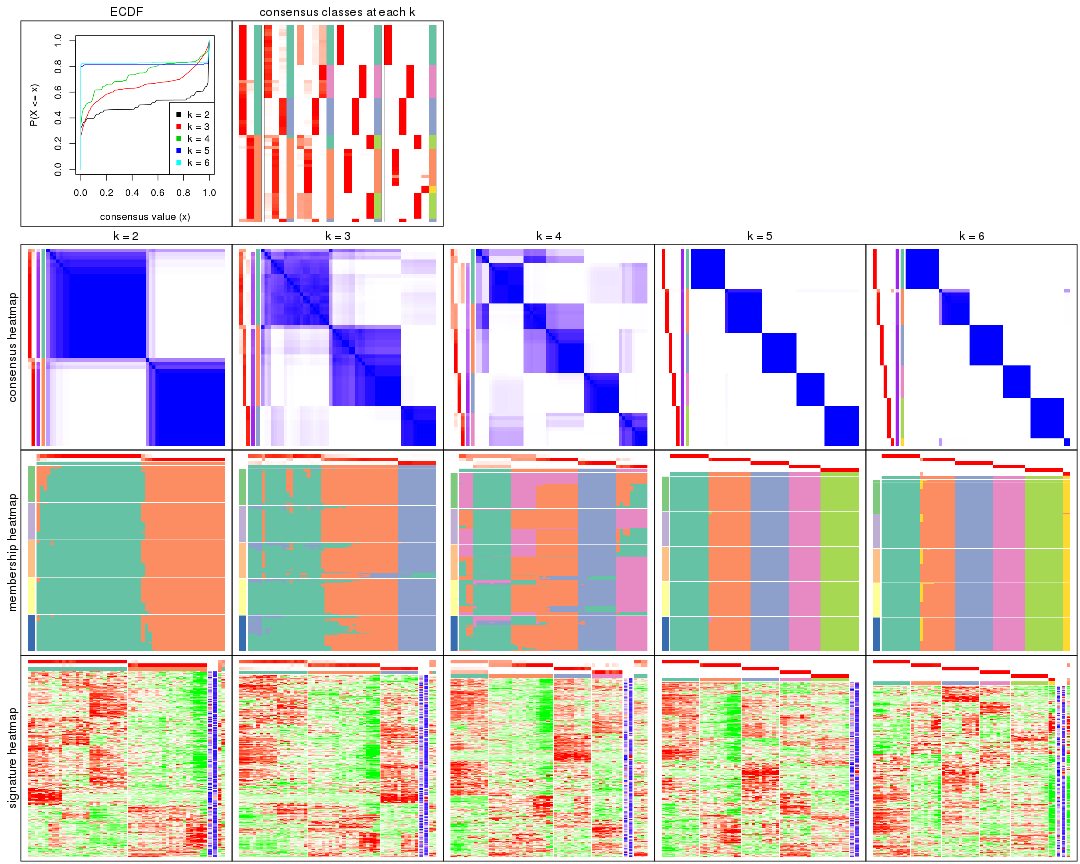 ECDF
consensus classes at each k
P(X <= x)
0.0
0.2
0.4
0.6
0.8
1.0
k = 2
k = 3
k = 4
k = 5
k = 6
0.0 0.2 0.4 0.6 0.8 1.0
consensus value (x)
k = 2
k = 3
k = 4
k = 5
k = 6
consensus heatmap
membership heatmap
signature heatmap